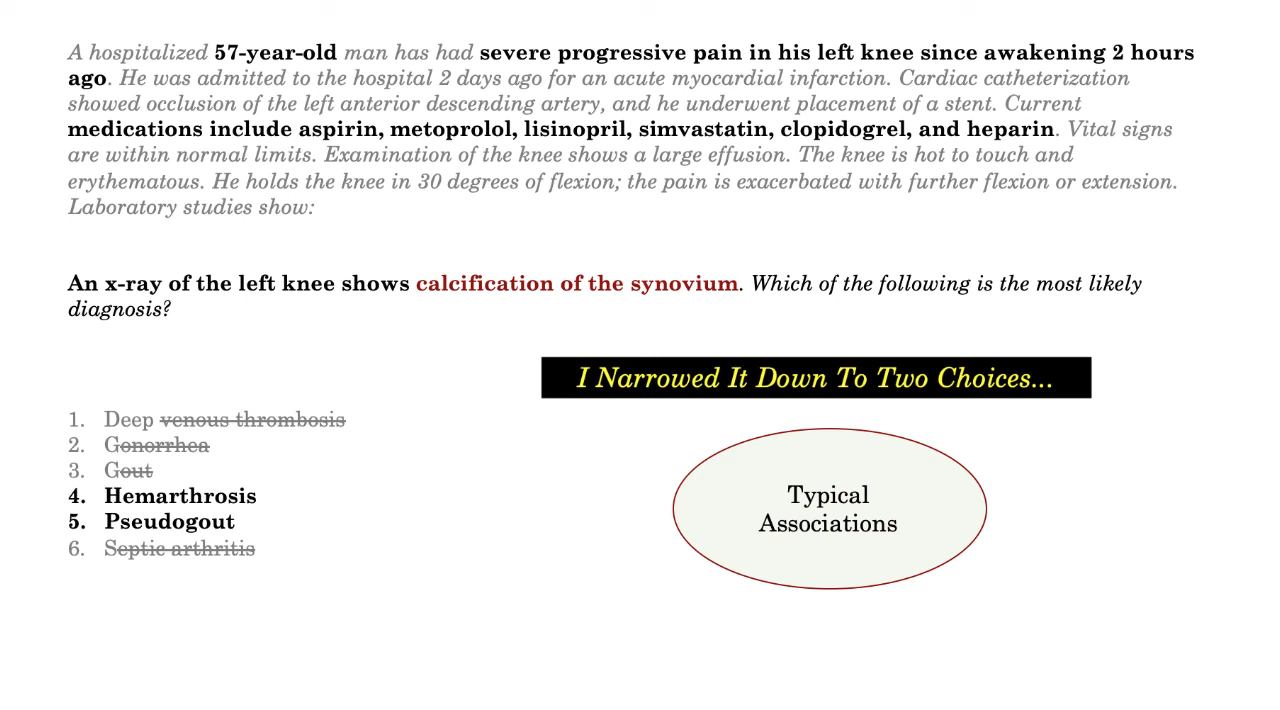 A hospitalized 57-year-old man has had severe progressive pain in his left knee since awakening 2 hours
ago. He was admitted to the hospital 2 days ago for an acute myocardial infarction. Cardiac catheterization
showed occlusion of the left anterior descending artery, and he underwent placement of a stent. Current
medications include aspirin, metoprolol, lisinopril, simvastatin, clopidogrel, and heparin. Vital signs
are within normal limits. Examination of the knee shows a large effusion. The knee is hot to touch and
erythematous. He holds the knee in 30 degrees of flexion; the pain is exacerbated with further flexion or extension.
Laboratory studies show:
An x-ray of the left knee shows calcification of the synovium. Which of the following is the most likely
diagnosis?
I Narrowed It Down To Two Choices...
1. Deep venous thrombosis
2. Gonorrhea
3. Gout
4. Hemarthrosis
5. Pseudogout
6. Septic arthritis
Typical
Associations